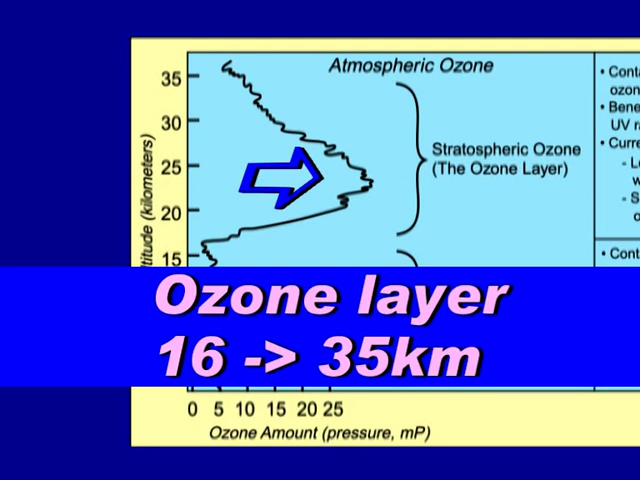 Atmospheric Ozone
35
30
25
20
15
(kilometers)
Stratospheric Ozone
(The Ozone Layer)
Ozone layer
16 -> 35km
0 5 10 15 20 25
Ozone Amount (pressure, mP)